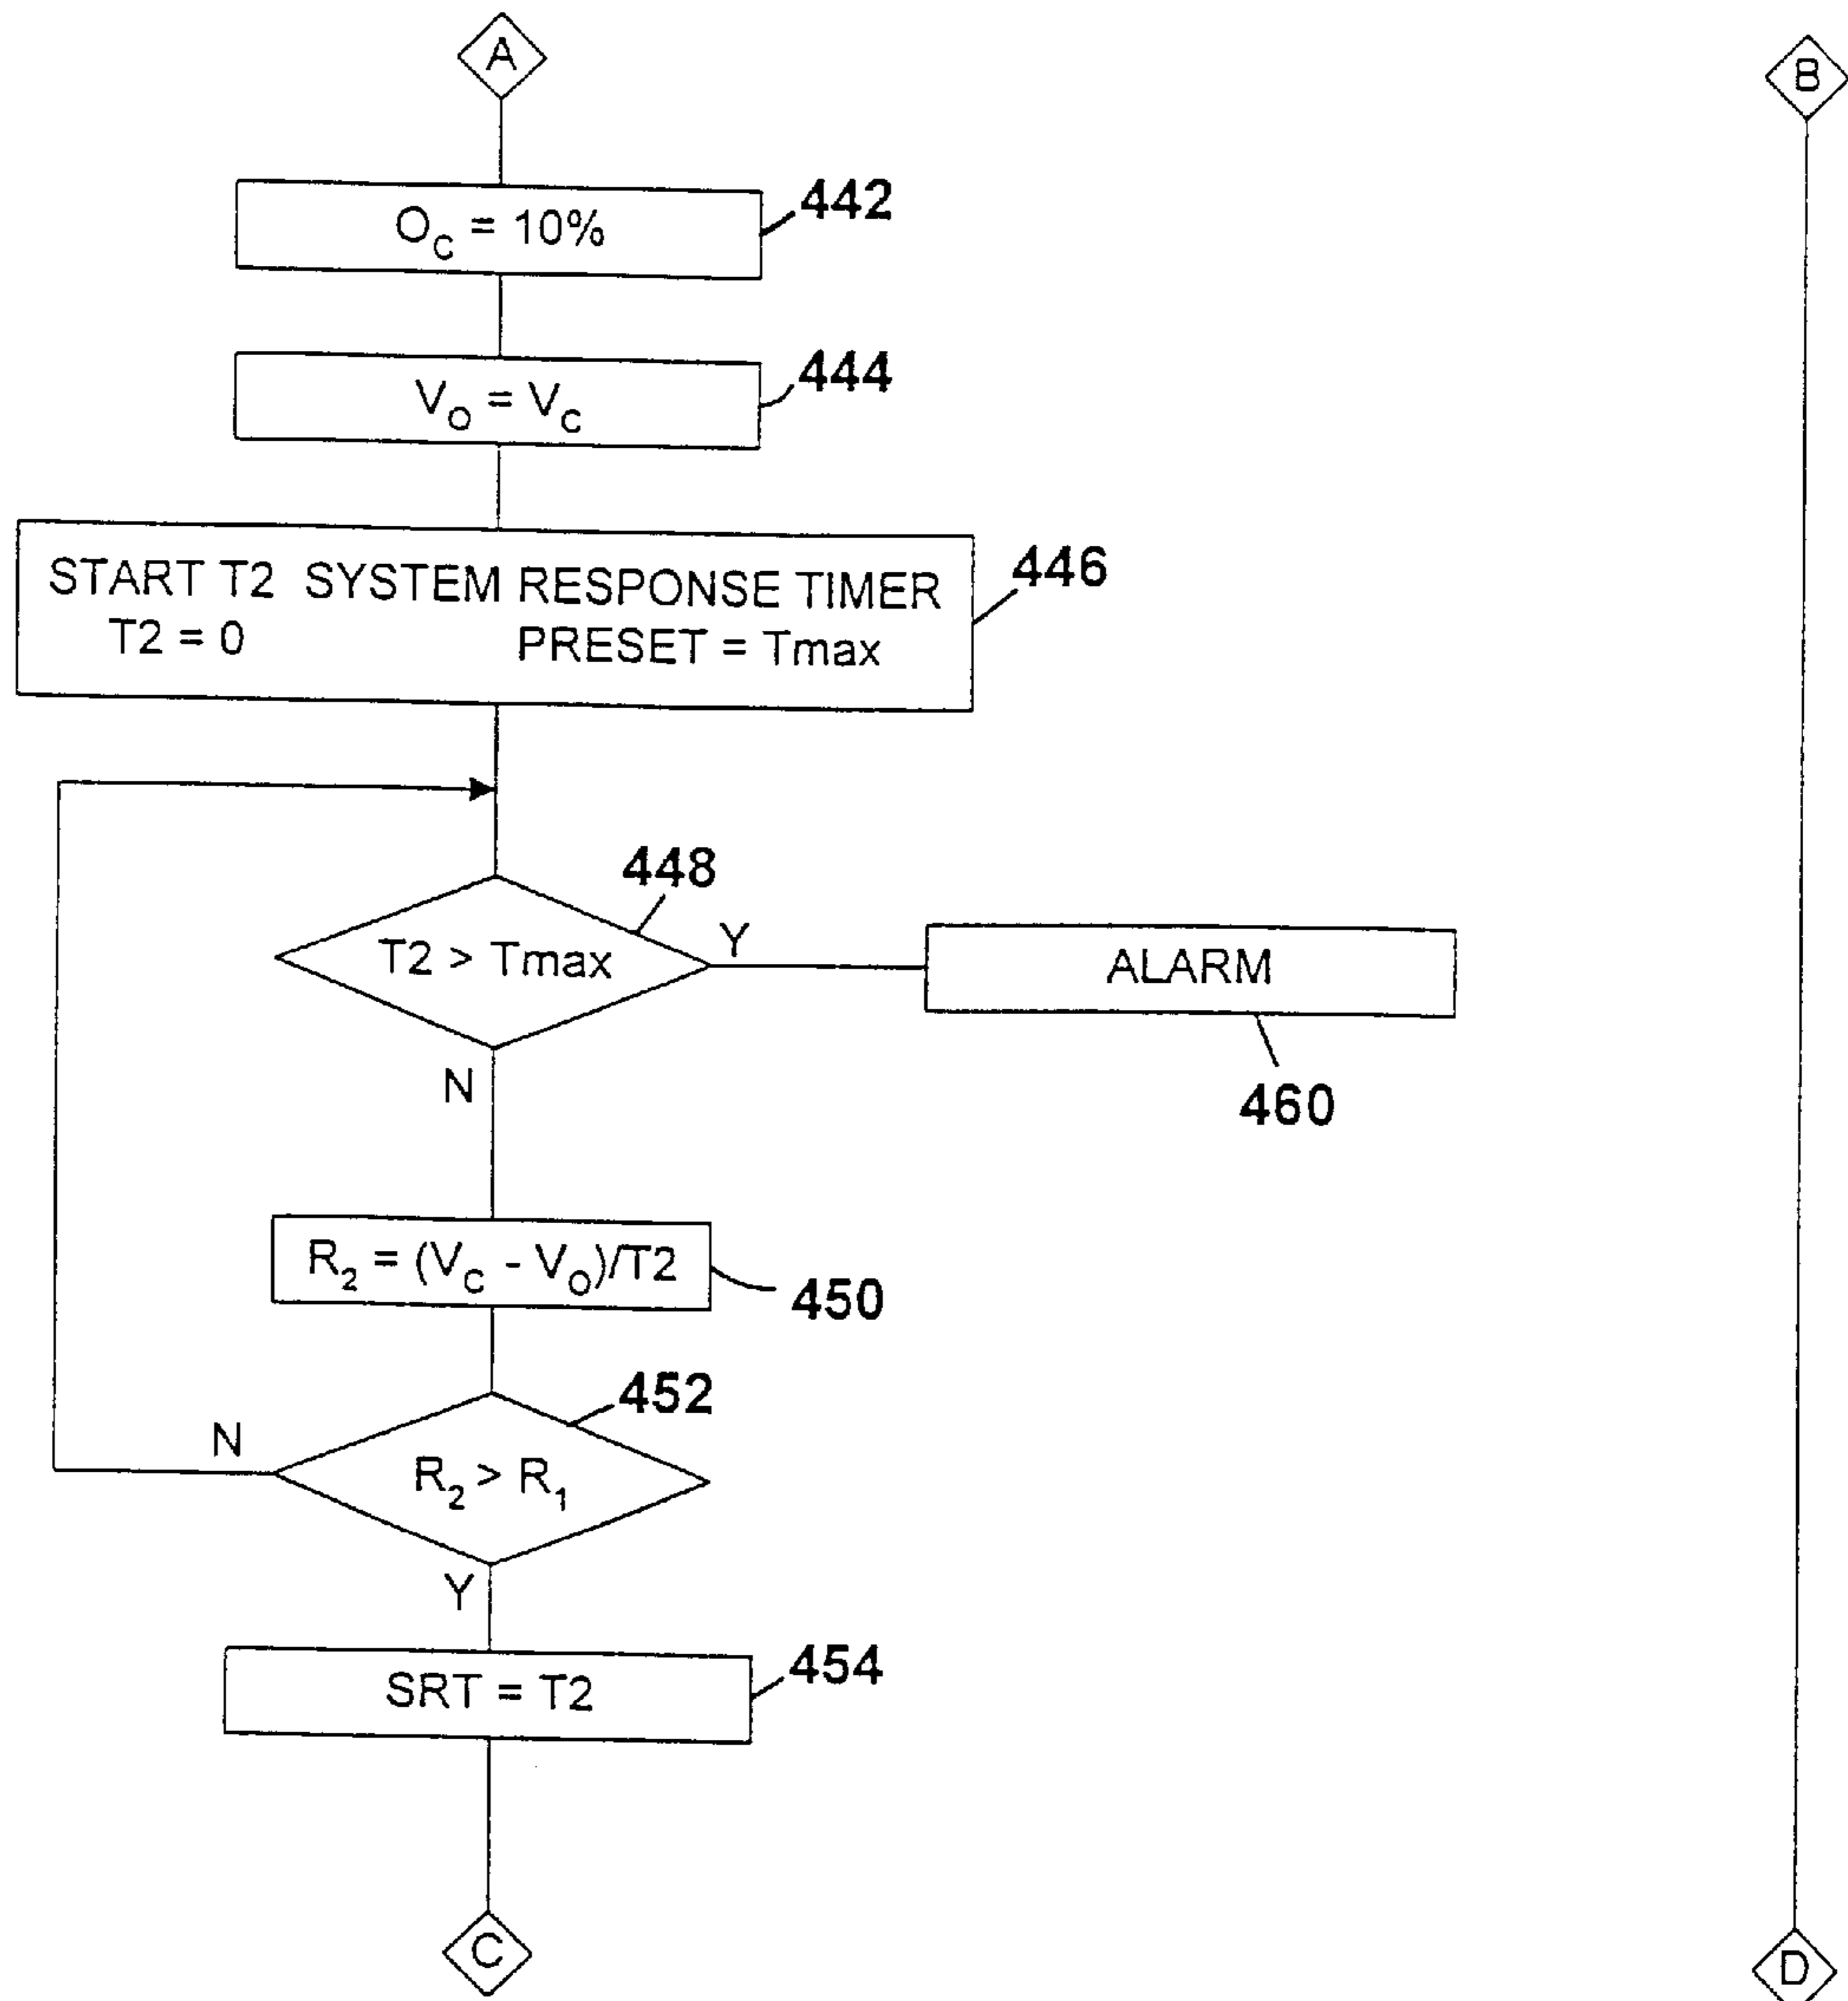 A
B
O_C = 10%
442
V_O = V_C
444
START T2 SYSTEM RESPONSE TIMER
T2 = 0 PRESET = Tmax
446
448
T2 > Tmax
Y
ALARM
N
460
R_2 = (V_C - V_O)/T2
450
452
N
R_2 > R_1
Y
SRT = T2
454
C
D